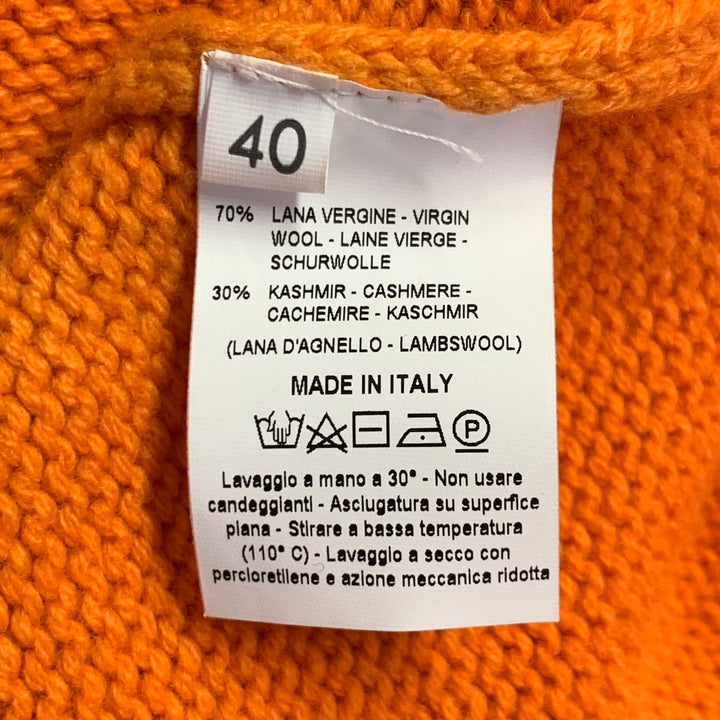 40
70% LANA VERGINE - VIRGIN
WOOL - LAINE VIERGE -
SCHURWOLLE
30% KASHMIR - CASHMERE -
CACHEMIRE - KASCHMIR
(LANA D'AGNELLO - LAMBSWOOL)
MADE IN ITALY
P
Lavaggio a mano a 30° - Non usare
candeggianti - Asciugatura su superfice
piana - Stirare a bassa temperatura
(110° C) - Lavaggio a secco con
percloretilene e azione meccanica ridotta